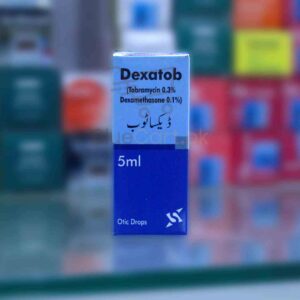 Dexatob
(Tobramycin 0.3%
Dexamethasone 0.1%)
ڈیکساٹوب
5ml
Otic Drops